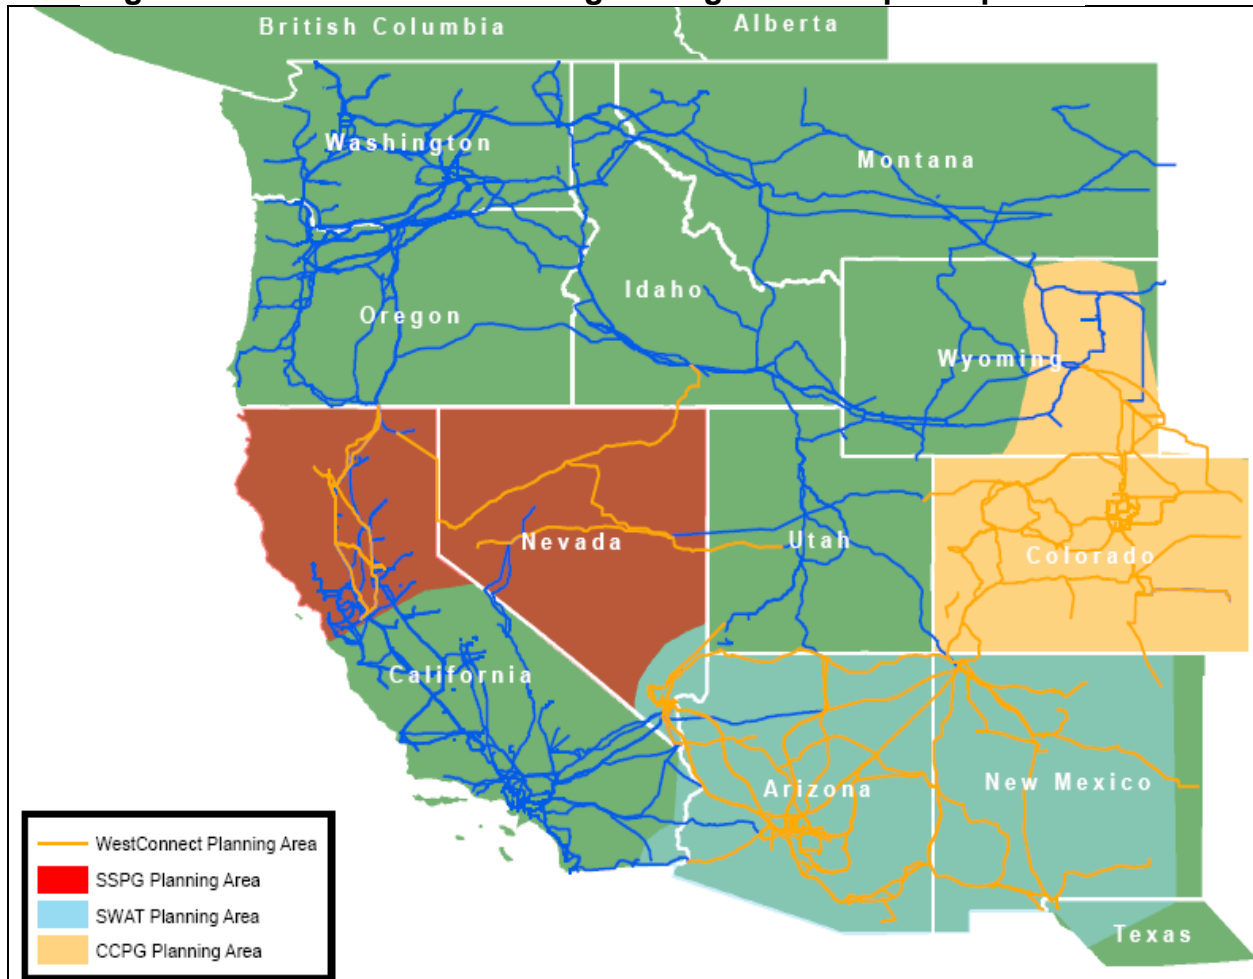 British Columbia
Alberta
Washington
Montana
Idaho
Oregon
Wyoming
Nevada
Utah
Colorado
California
Arizona
New Mexico
Texas
WestConnect Planning Area
SSPG Planning Area
SWAT Planning Area
CCPG Planning Area